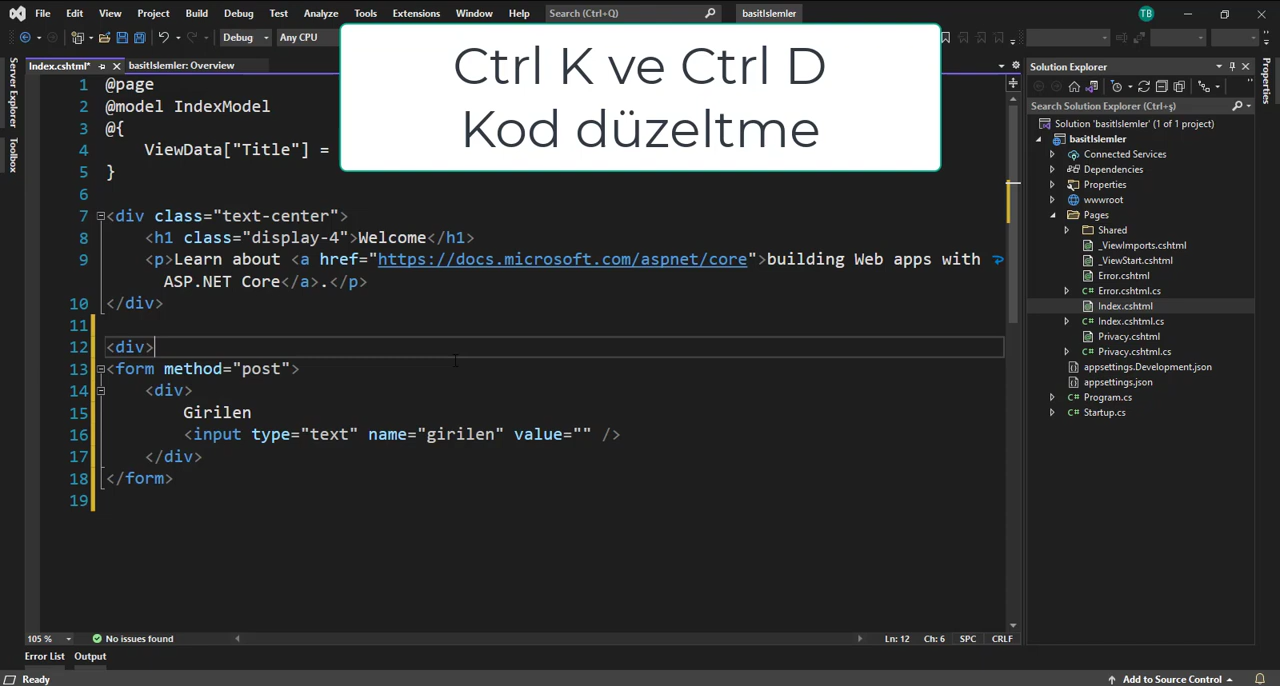 File Edit View Project Build Debug Test Analyze Tools Extensions Window Help Search (Ctrl+Q) basitIslemler TB
Debug Any CPU
Ctrl K ve Ctrl D
Kod düzeltme
Server Explorer
Toolbox
Index.cshtml* basitIslemler: Overview
1 @page
2 @model IndexModel
3 @{
4 ViewData["Title"] =
5 }
6
7 <div class="text-center">
8 <h1 class="display-4">Welcome</h1>
9 <p>Learn about <a href="https://docs.microsoft.com/aspnet/core">building Web apps with
ASP.NET Core</a>.</p>
10 </div>
11
12 <div>
13 <form method="post">
14 <div>
15 Girilen
16 <input type="text" name="girilen" value="" />
17 </div>
18 </form>
19
105 % No issues found Ln: 12 Ch: 6 SPC CRLF
Error List Output
Ready
Solution Explorer
Search Solution Explorer (Ctrl+ş)
Solution 'basitIslemler' (1 of 1 project)
basitIslemler
Connected Services
Dependencies
Properties
wwwroot
Pages
Shared
_ViewImports.cshtml
_ViewStart.cshtml
Error.cshtml
Error.cshtml.cs
Index.cshtml
Index.cshtml.cs
Privacy.cshtml
Privacy.cshtml.cs
appsettings.Development.json
appsettings.json
Program.cs
Startup.cs
Properties
Add to Source Control